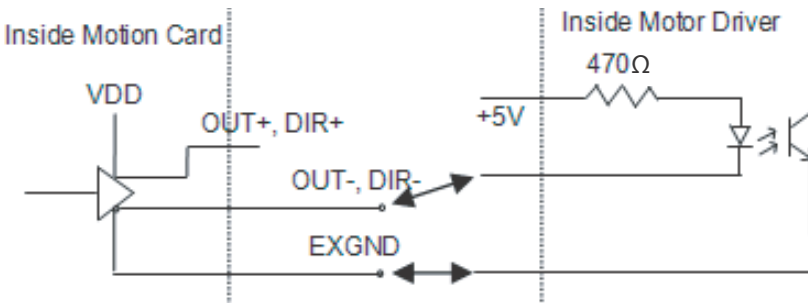 Inside Motion Card
Inside Motor Driver
470Ω
VDD
OUT+, DIR+
+5V
OUT-, DIR-
EXGND